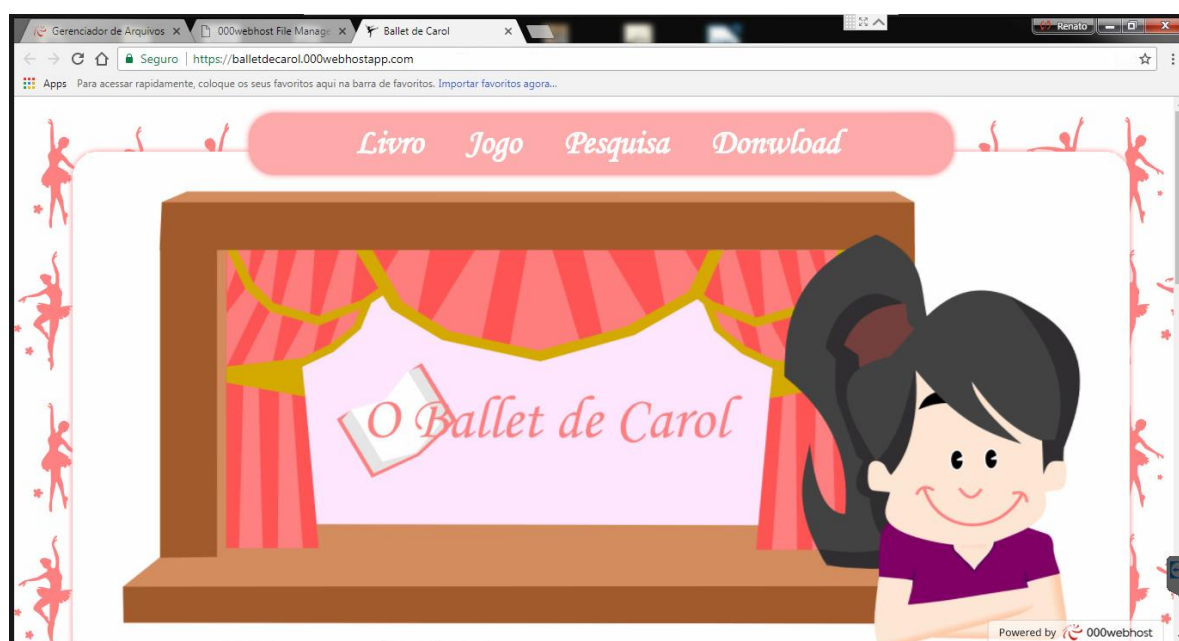 Renato
Gerenciador de Arquivos
000webhost File Manage
Ballet de Carol
Seguro | https://balletdecarol.000webhostapp.com
Apps Para acessar rapidamente, coloque os seus favoritos aqui na barra de favoritos. Importar favoritos agora...
Livro Jogo Pesquisa Donwload
O Ballet de Carol
Powered by 000webhost